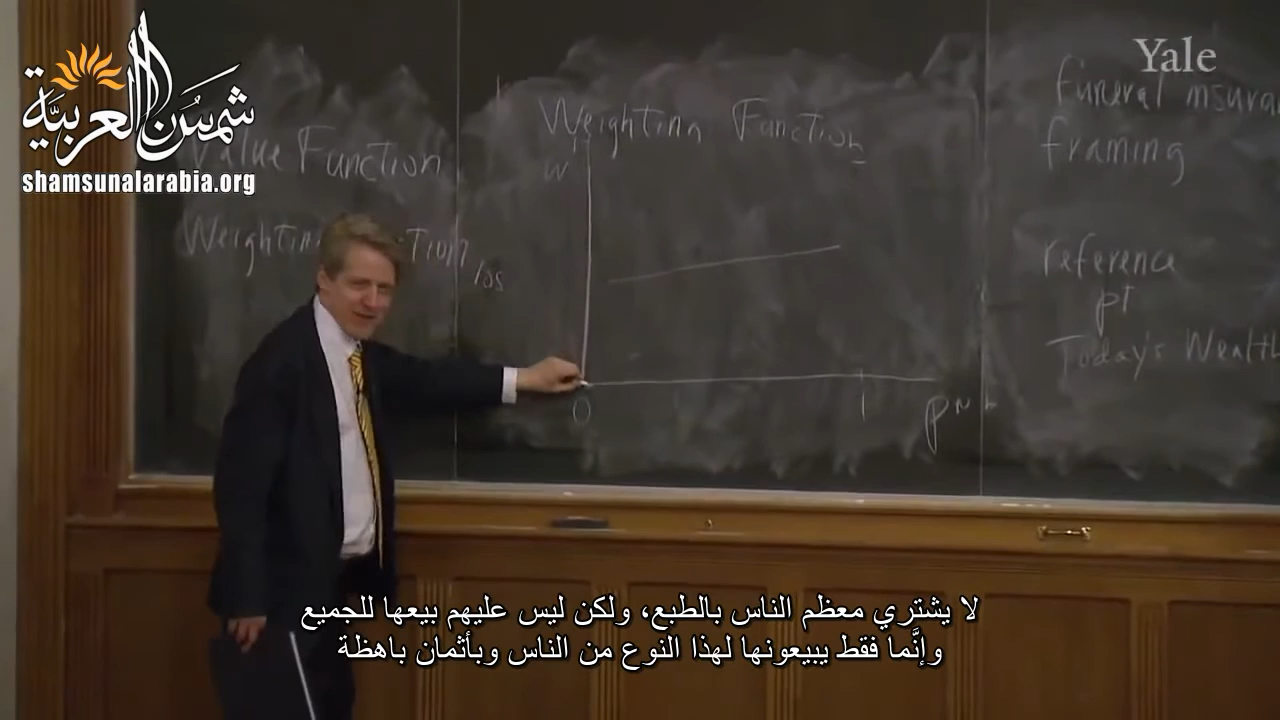 شمس العربية
shamsunalarabia.org
Yale
Value Function
Weighting
los
Weighting Function
w
0
1
Funeral
framing
reference
pt
Today's Wealth
لا يشتري معظم الناس بالطبع، ولكن ليس عليهم بيعها للجميع
وإنَّما فقط يبيعونها لهذا النوع من الناس وبأثمان باهظة